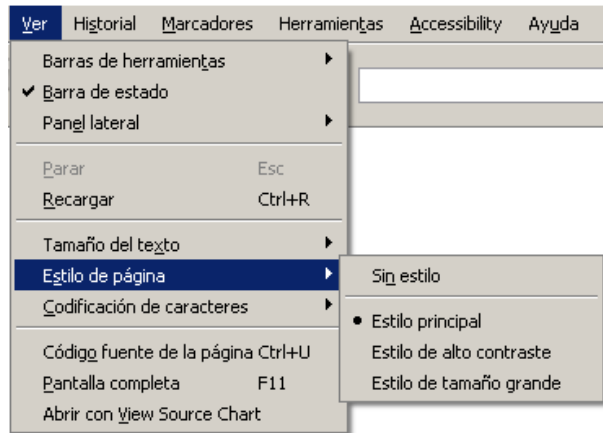 Ver Historial Marcadores Herramientas Accessibility Ayuda
Barras de herramientas
Barra de estado
Panel lateral
Parar Esc
Recargar Ctrl+R
Tamaño del texto
Estilo de página
Codificación de caracteres
Código fuente de la página Ctrl+U
Pantalla completa F11
Abrir con View Source Chart
Sin estilo
Estilo principal
Estilo de alto contraste
Estilo de tamaño grande